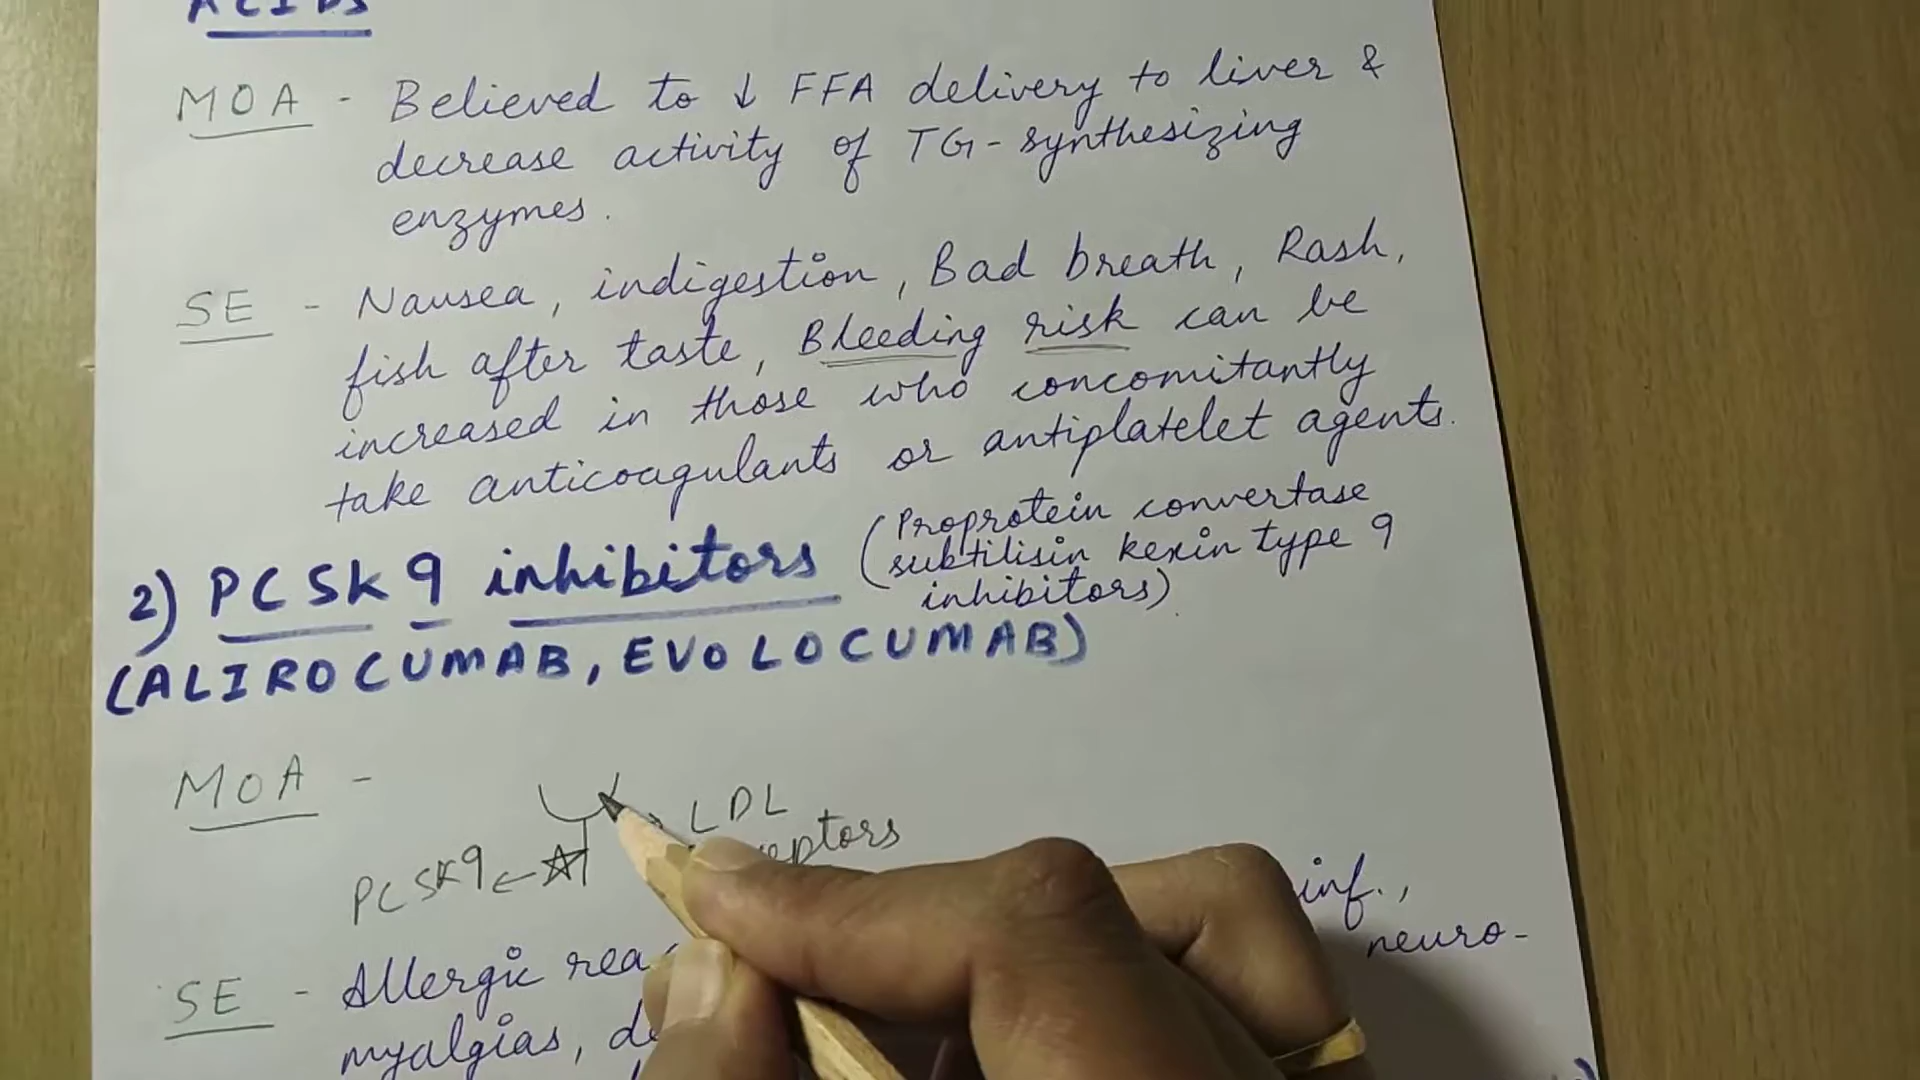 ACIDS
MOA - Believed to ↓ FFA delivery to liver &
decrease activity of TG-synthesizing
enzymes.
SE - Nausea, indigestion, Bad breath, Rash,
fish after taste, Bleeding risk can be
increased in those who concomitantly
take anticoagulants or antiplatelet agents.
2) PCSK9 inhibitors (Proprotein convertase
subtilisin kexin type 9
inhibitors)
(ALIROCUMAB, EVOLOCUMAB)
MOA -
LDL
PCSK9 ←
inf.,
SE - Allergic
neuro-
myalgias,